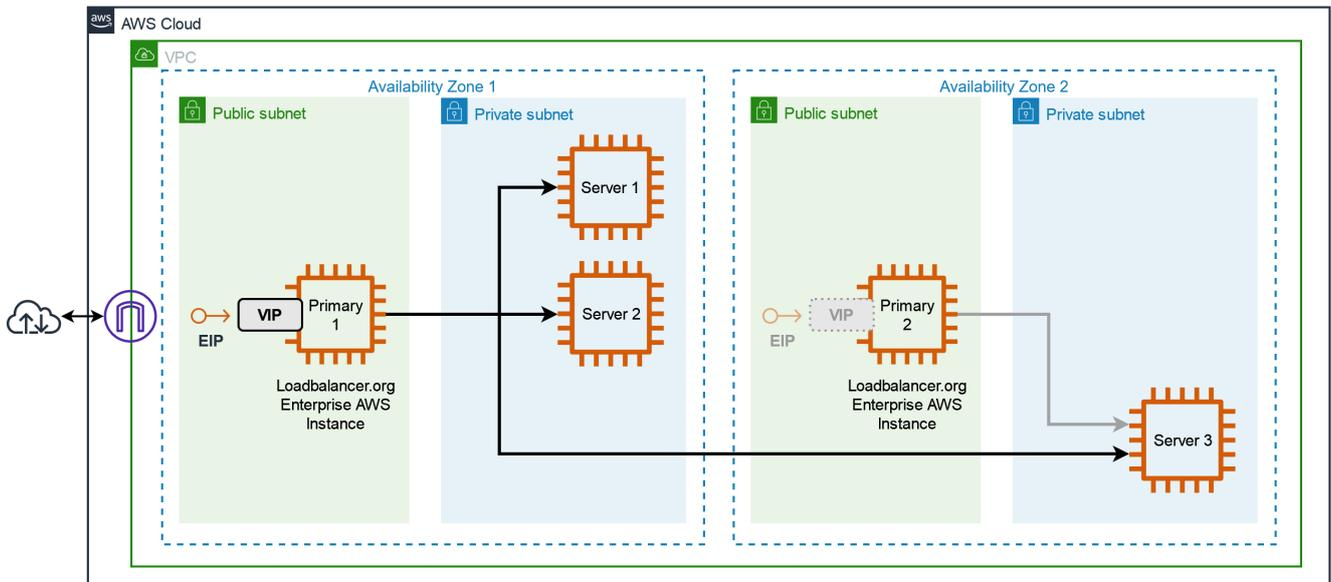 aws
AWS Cloud
VPC
Availability Zone 1
Public subnet
Private subnet
Server 1
Server 2
VIP
Primary
1
EIP
Loadbalancer.org
Enterprise AWS
Instance
Availability Zone 2
Public subnet
Private subnet
VIP
Primary
2
EIP
Loadbalancer.org
Enterprise AWS
Instance
Server 3